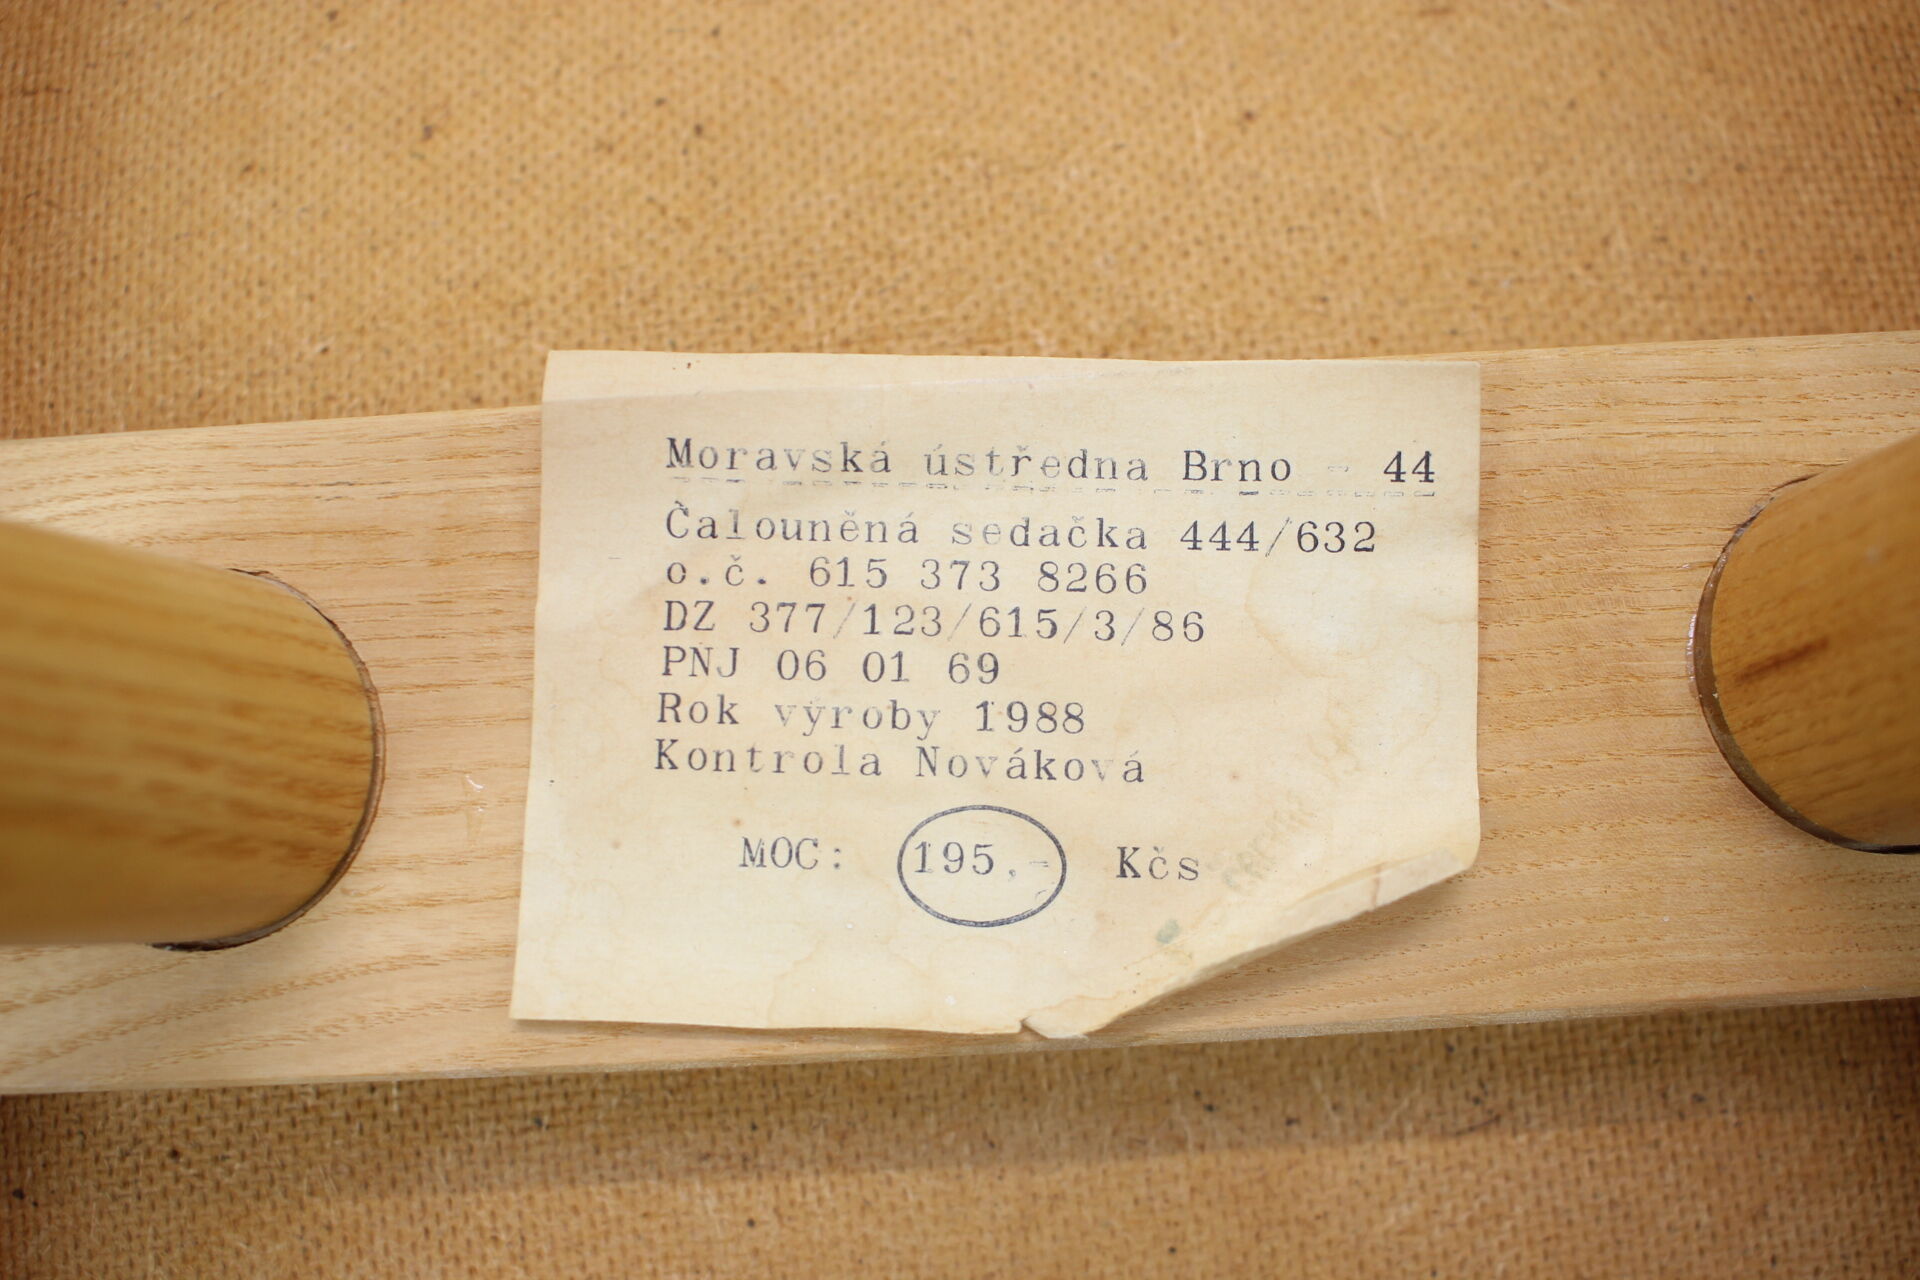 Moravská ústředna Brno - 44
Čalouněná sedačka 444/632
o.č. 615 373 8266
DZ 377/123/615/3/86
PNJ 06 01 69
Rok výroby 1988
Kontrola Nováková
MOC: 195.- Kčs